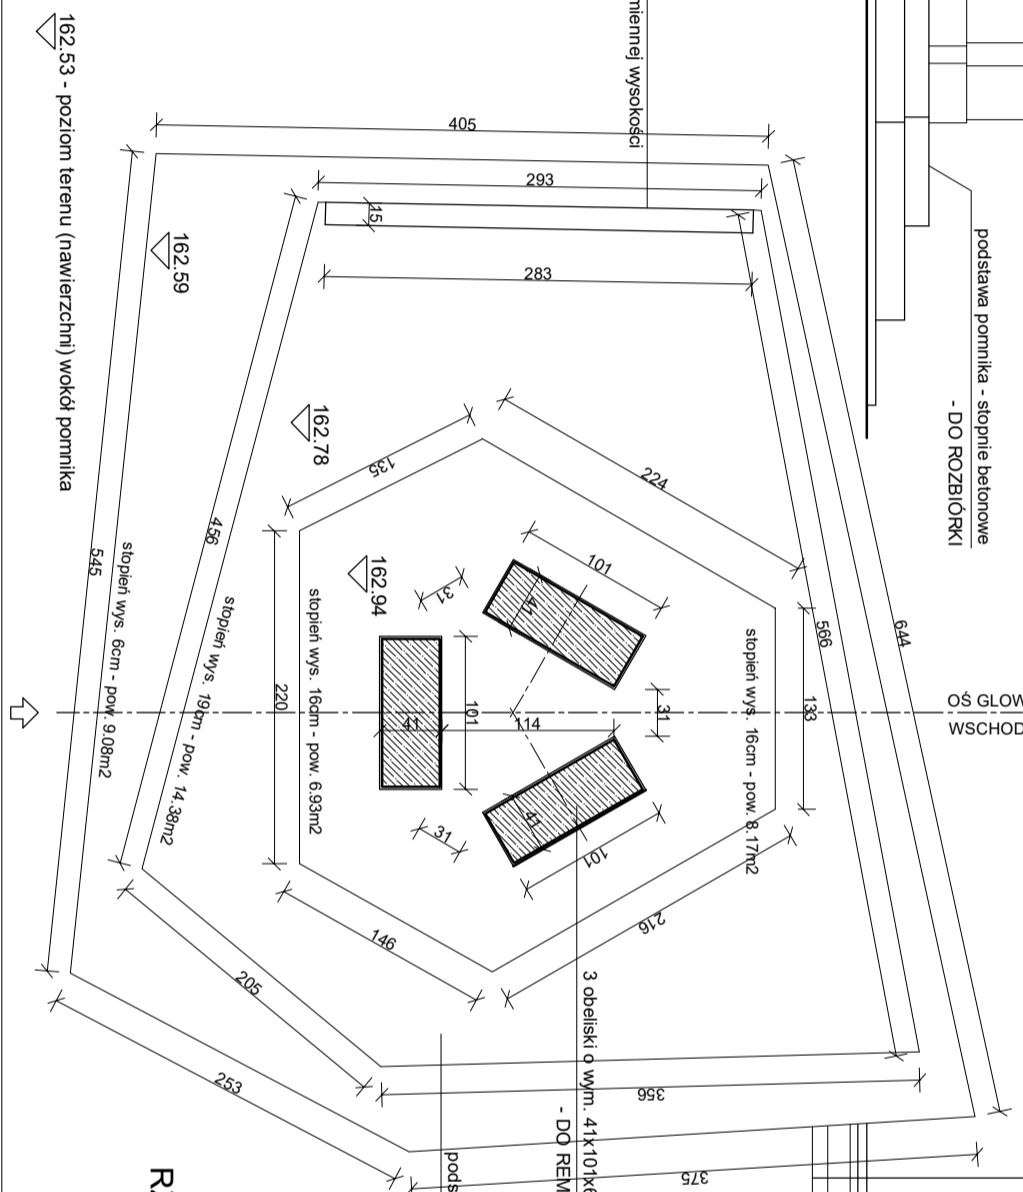 miennej wysokości
162.53 - poziom terenu (nawierzchni) wokół pomnika
405
293
15
283
162.59
podstawa pomnika - stopnie betonowe
- DO ROZBIÓRKI
162.78
135
224
644
566
456
545
stopień wys. 6cm - pow. 9.08m2
stopień wys. 19cm - pow. 14.38m2
162.94
101
31
41
stopień wys. 16cm - pow. 6.93m2
220
41
101
114
31
stopień wys. 16cm - pow. 8.17m2
133
OŚ GLOW
WSCHOD
41
31
101
146
216
205
253
356
375
3 obeliski o wym. 41x101x6
- DO REM
pods